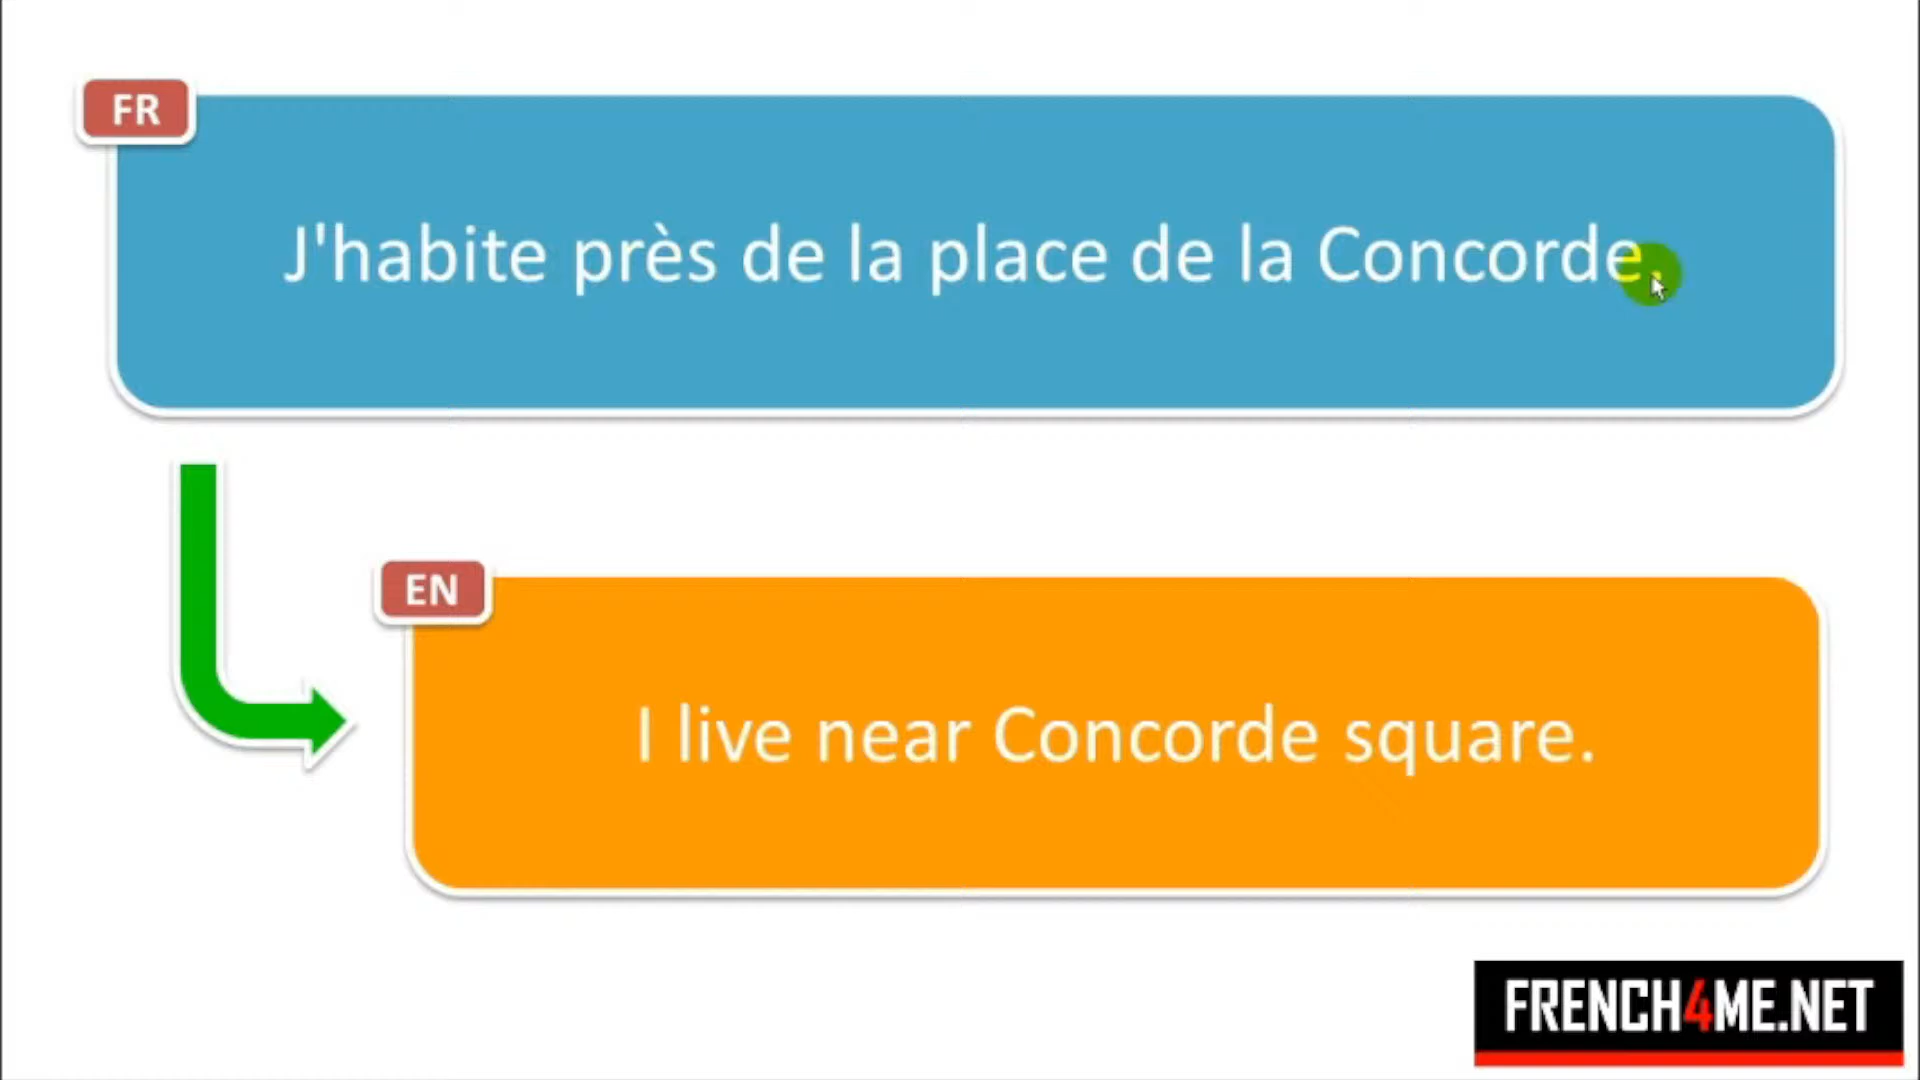 FR
J'habite près de la place de la Concorde.
EN
I live near Concorde square.
FRENCH4ME.NET